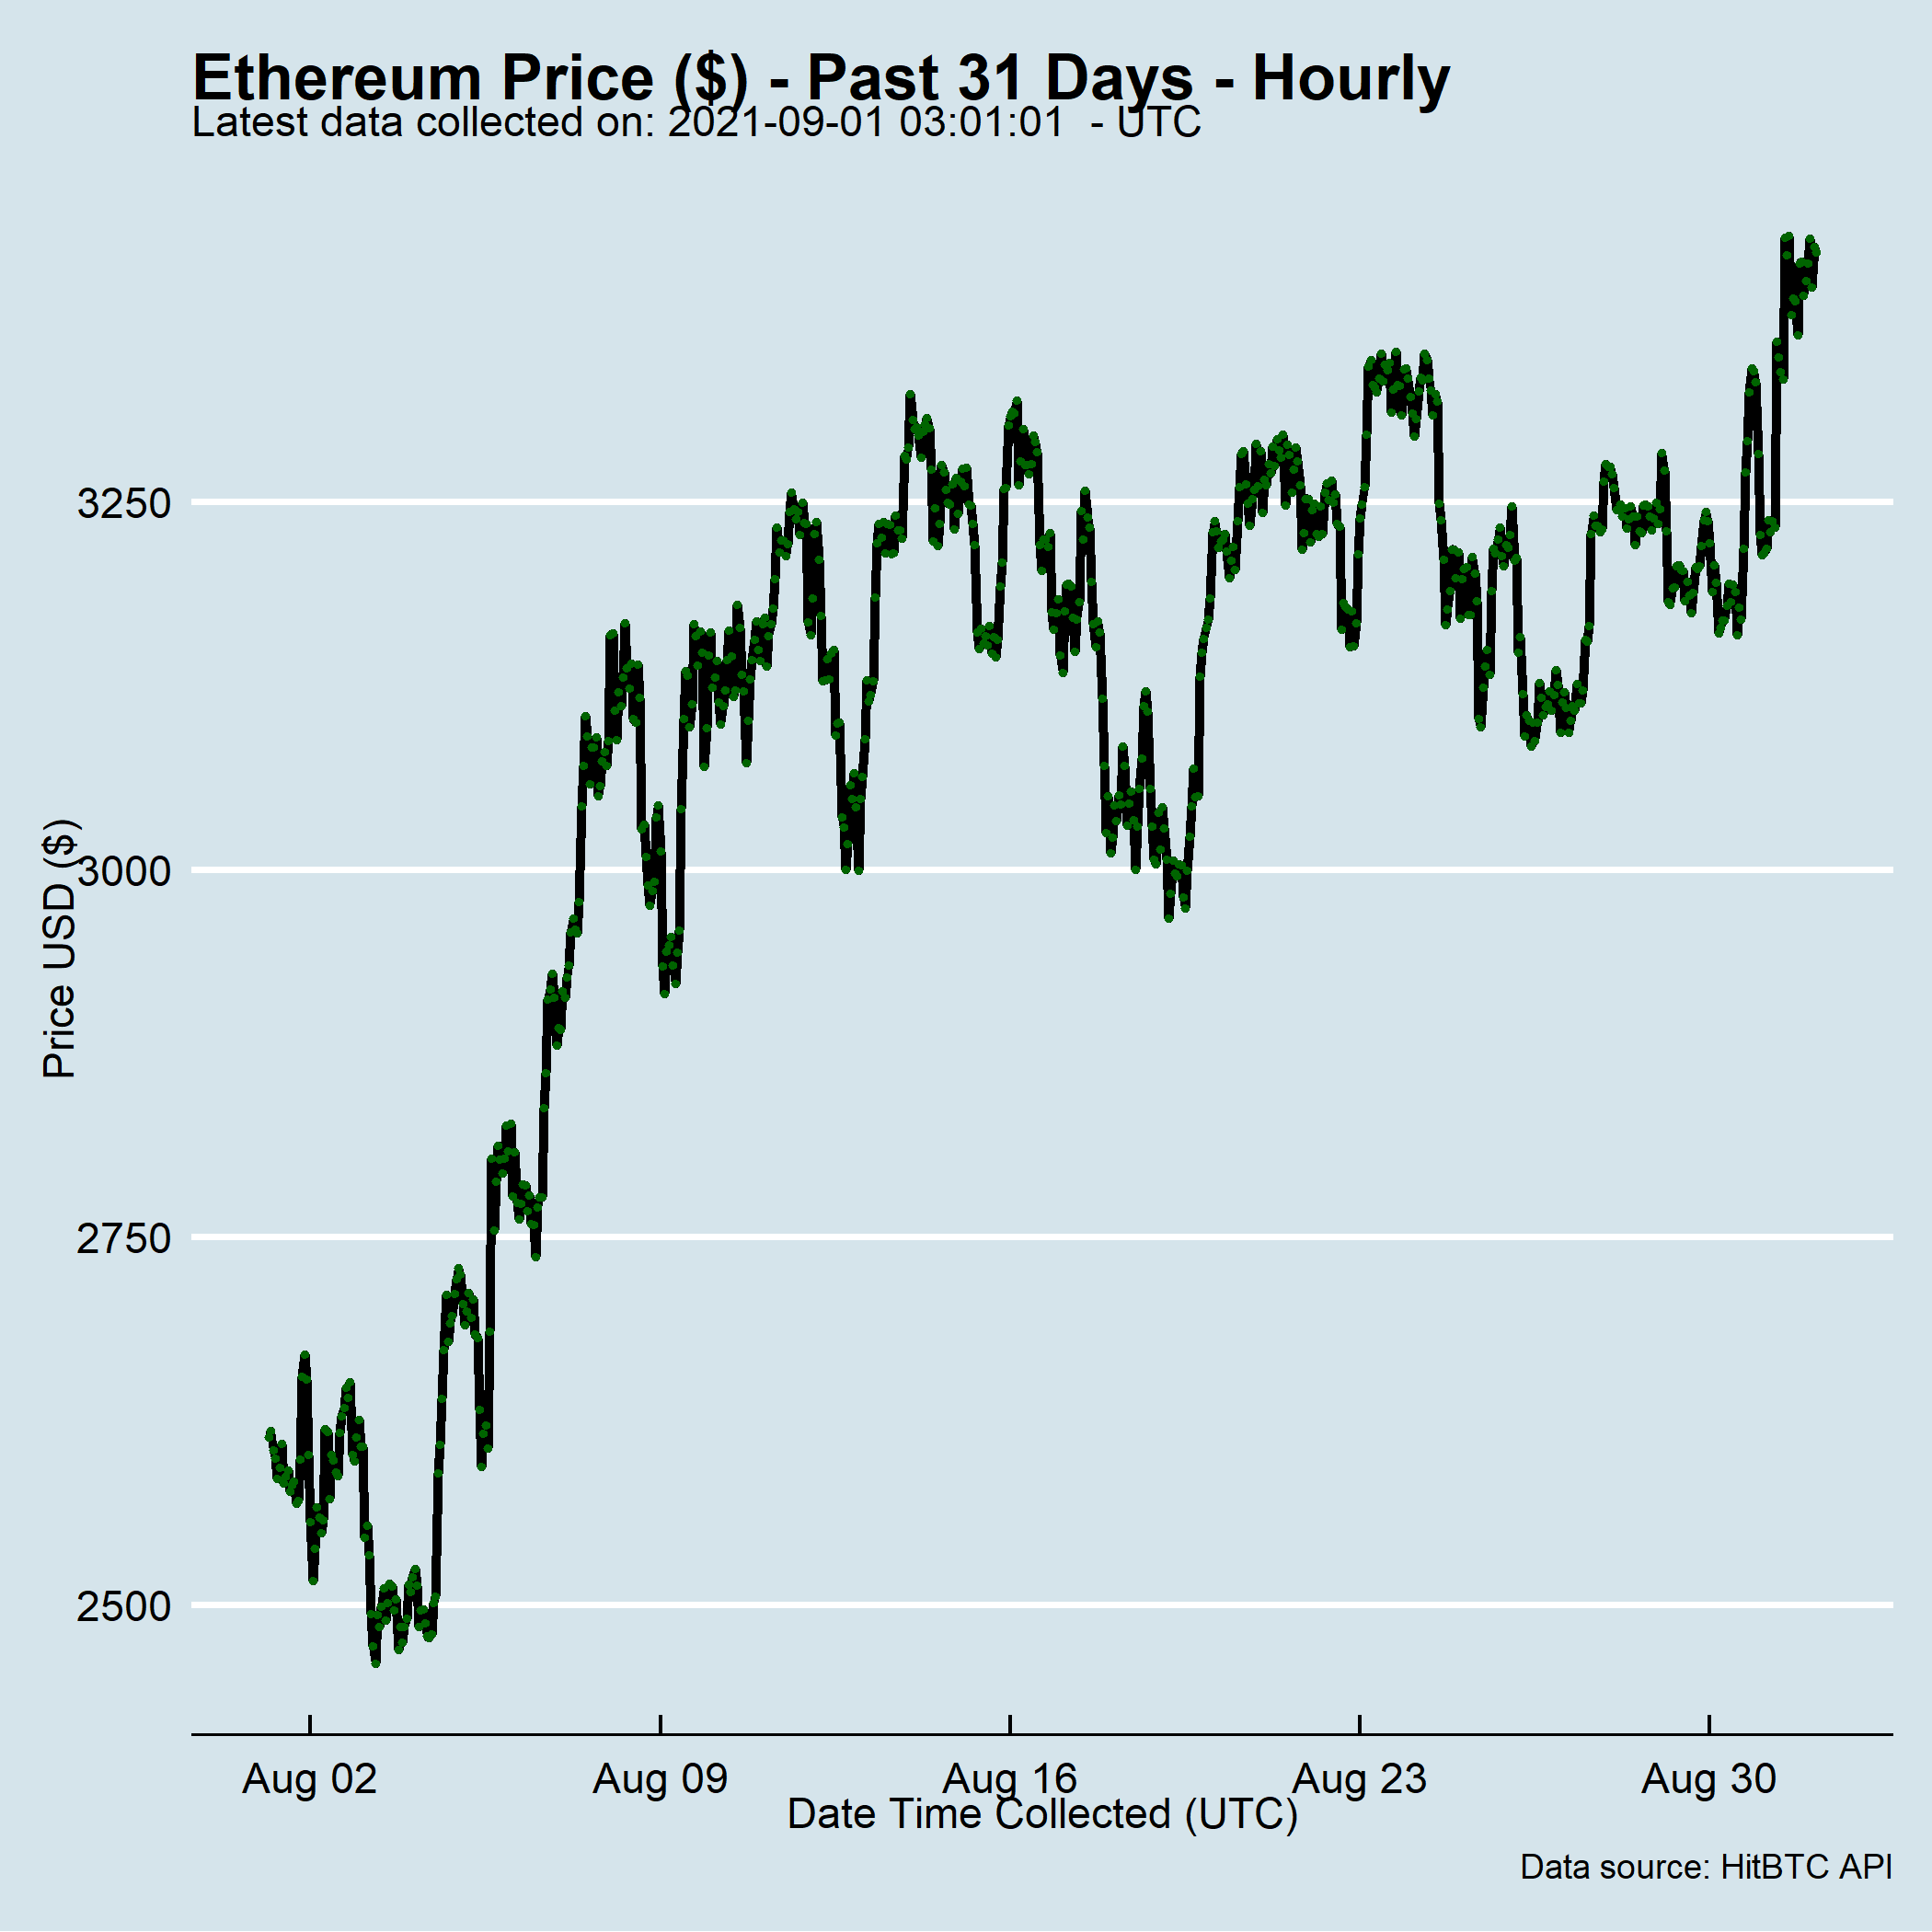 Ethereum Price ($) - Past 31 Days - Hourly
Latest data collected on: 2021-09-01 03:01:01  - UTC
Price USD ($)
3250
3000
2750
2500
Aug 02
Aug 09
Aug 16
Aug 23
Aug 30
Date Time Collected (UTC)
Data source: HitBTC API